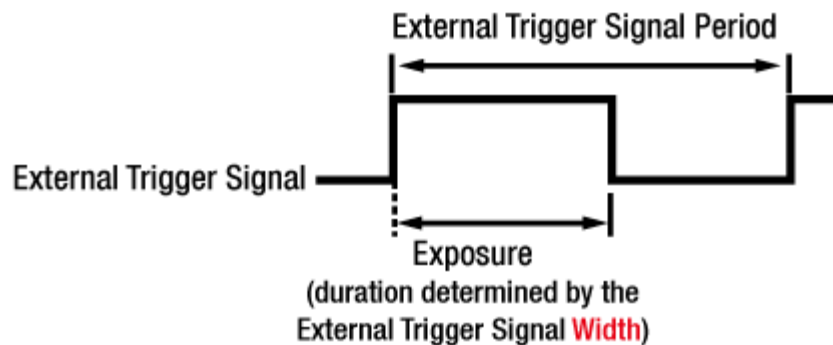 External Trigger Signal Period
External Trigger Signal
Exposure
(duration determined by the
External Trigger Signal Width)